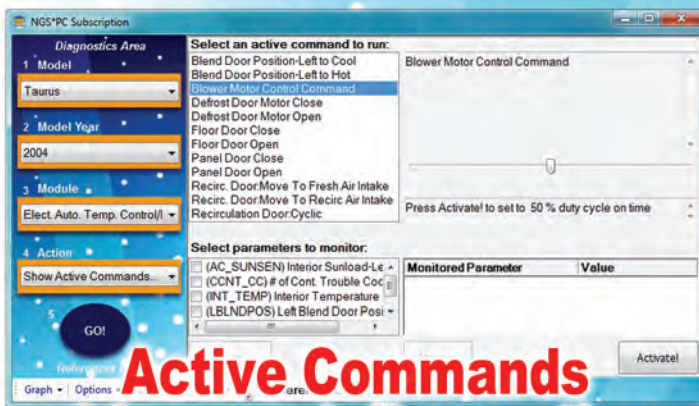 NGS*PC Subscription
Diagnostics Area
1 Model
Taurus
2 Model Year
2004
3 Module
Elect. Auto. Temp. Control/I
4 Action
Show Active Commands...
5
GO!
Graph
Options
Select an active command to run:
Blend Door Position-Left to Cool
Blend Door Position-Left to Hot
Blower Motor Control Command
Defrost Door Motor Close
Defrost Door Motor Open
Floor Door Close
Floor Door Open
Panel Door Close
Panel Door Open
Recirc. Door:Move To Fresh Air Intake
Recirc. Door:Move To Recirc Air Intake
Recirculation Door:Cyclic
Blower Motor Control Command
Press Activate! to set to 50 % duty cycle on time
Select parameters to monitor:
(AC_SUNSEN) Interior Sunload-Le
(CCNT_CC) # of Cont. Trouble Coc
(INT_TEMP) Interior Temperature
(LBLNDPOS) Left Blend Door Posi
Monitored Parameter Value
Activate!
Active Commands